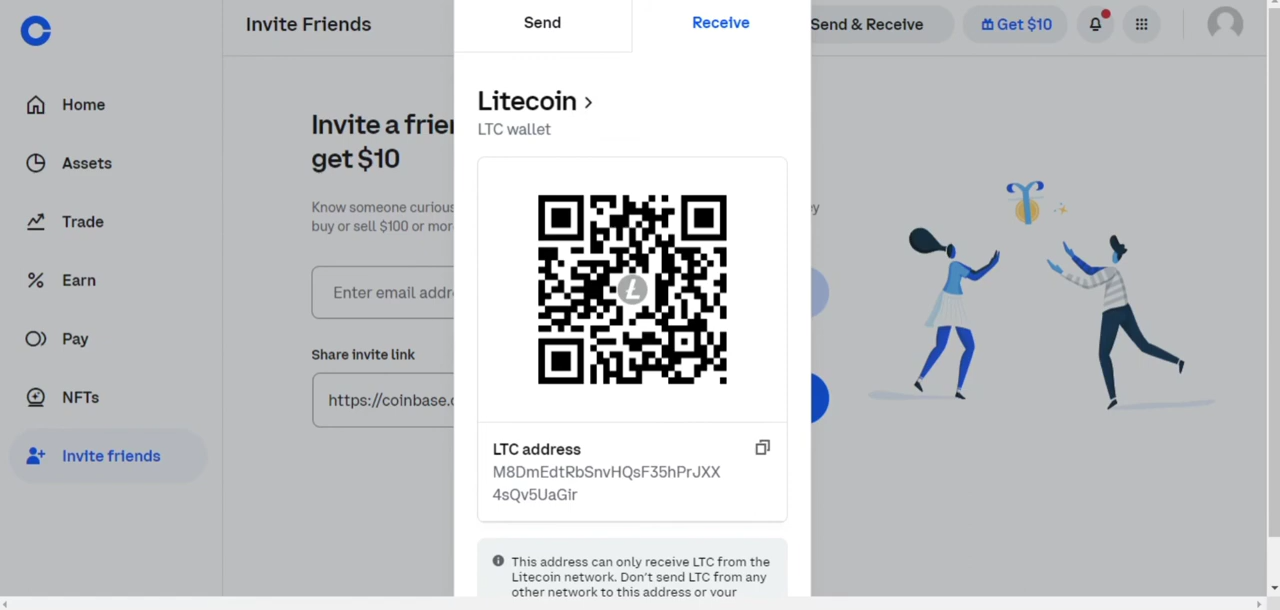 Invite Friends
Send
Receive
Send & Receive
Get $10
Home
Assets
Trade
Earn
Pay
NFTs
Invite friends
Invite a frie
get $10
Know someone curious
buy or sell $100 or mor
ey
Enter email addr
Share invite link
https://coinbase.c
Litecoin
LTC wallet
LTC address
M8DmEdtRbSnvHQsF35hPrJXX
4sQv5UaGir
This address can only receive LTC from the
Litecoin network. Don't send LTC from any
other network to this address or your